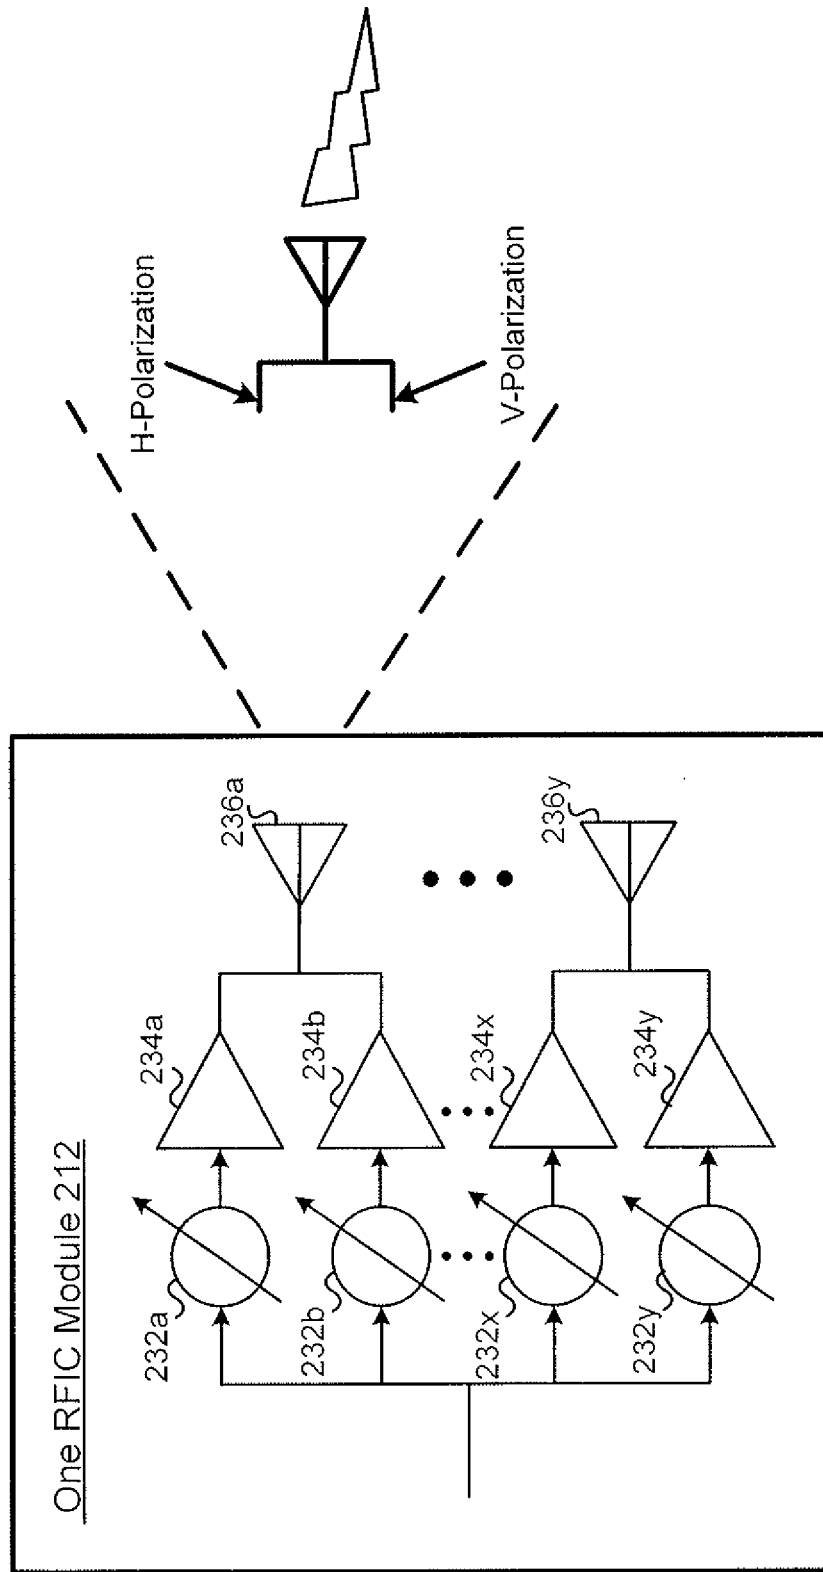 One RFIC Module 212
232a
234a
236a
232b
234b
232x
234x
232y
234y
236y
H-Polarization
V-Polarization